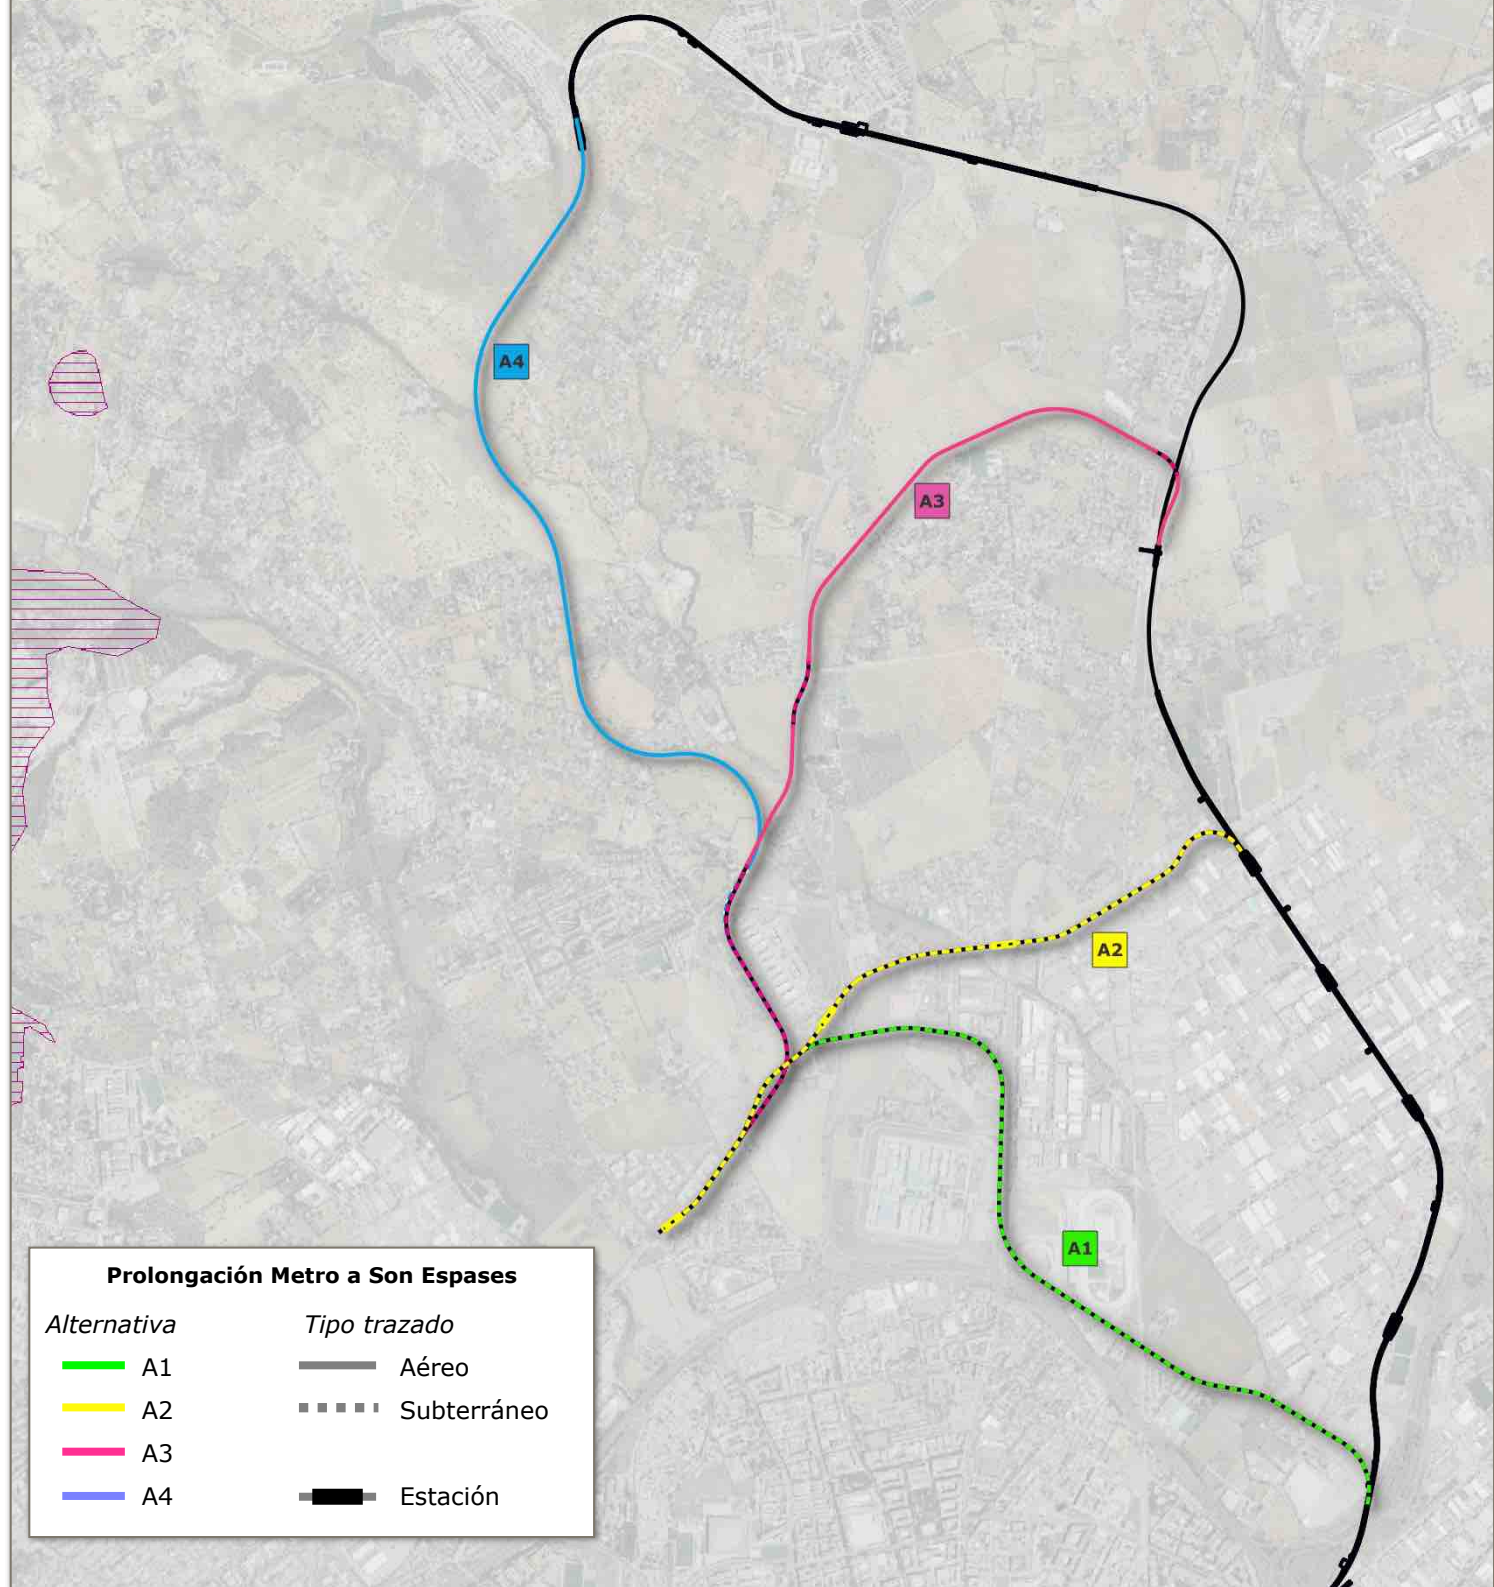 A4
A3
A2
A1
Prolongación Metro a Son Espases
Alternativa Tipo trazado
A1 Aéreo
A2 Subterráneo
A3
A4 Estación